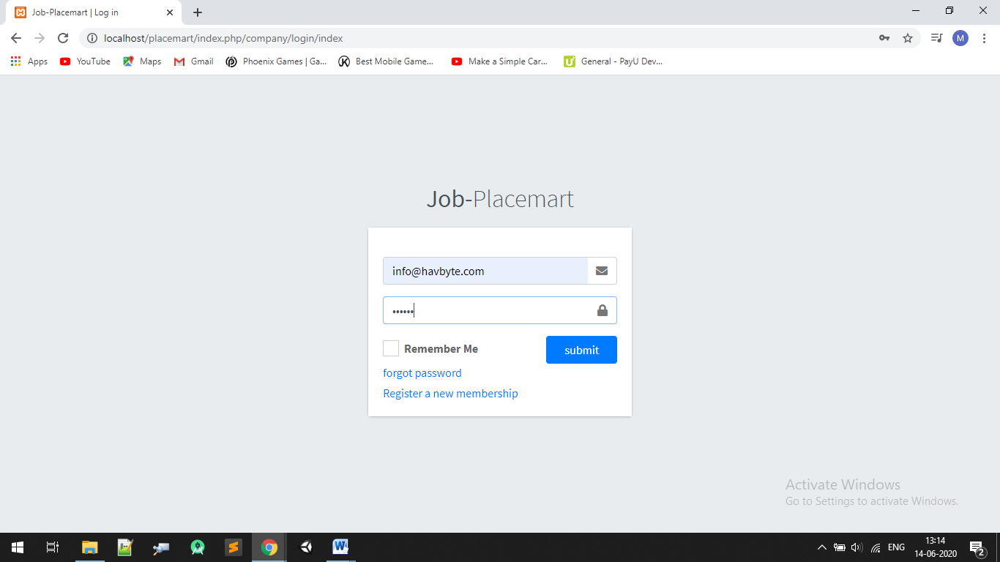 Job-Placemart | Log in
localhost/placemart/index.php/company/login/index
M
Apps YouTube Maps Gmail Phoenix Games | Ga... Best Mobile Game... Make a Simple Car... General - PayU Dev...
Job-Placemart
info@havbyte.com
••••••
Remember Me
submit
forgot password
Register a new membership
Activate Windows
Go to Settings to activate Windows.
ENG
13:14
14-06-2020
2